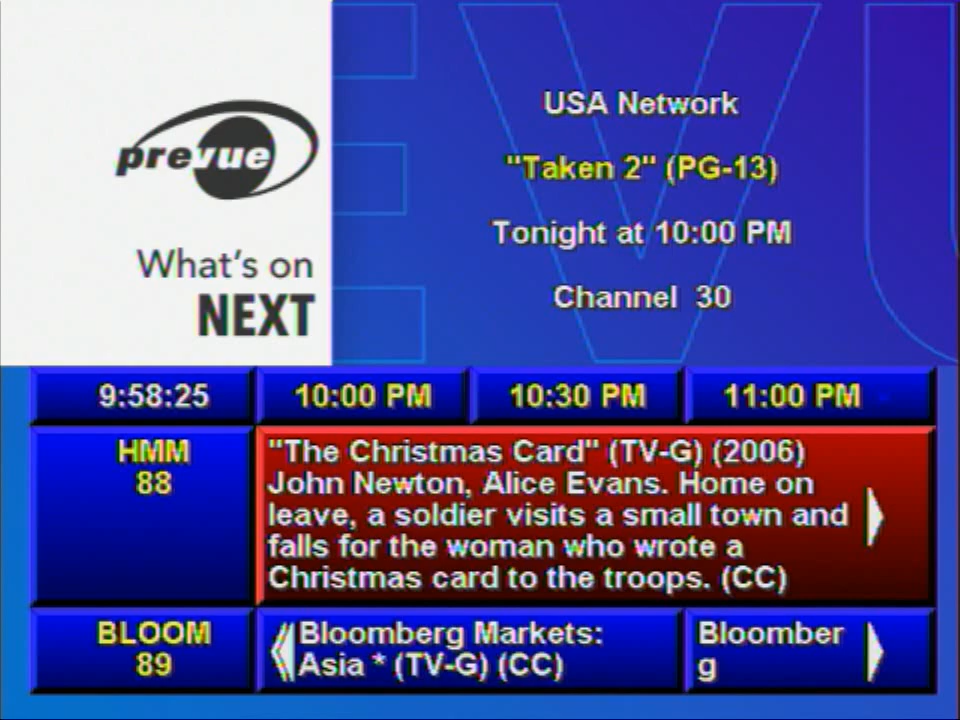 prevue
What's on
NEXT
USA Network
"Taken 2" (PG-13)
Tonight at 10:00 PM
Channel 30
9:58:25
10:00 PM
10:30 PM
11:00 PM
HMM
88
"The Christmas Card" (TV-G) (2006)
John Newton, Alice Evans. Home on
leave, a soldier visits a small town and
falls for the woman who wrote a
Christmas card to the troops. (CC)
BLOOM
89
Bloomberg Markets:
Asia * (TV-G) (CC)
Bloomber
g